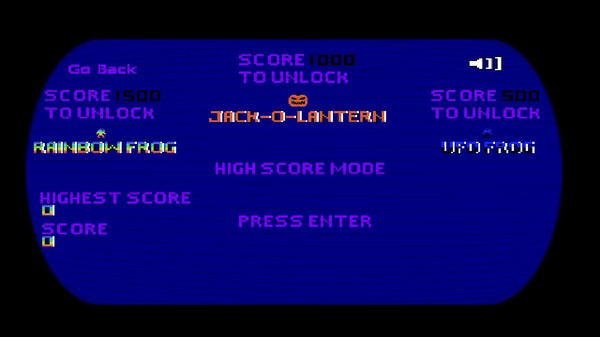 Go Back
SCORE 1000
TO UNLOCK
SCORE 1500
TO UNLOCK
SCORE 500
TO UNLOCK
JACK-O-LANTERN
RAINBOW FROG
UFO FROG
HIGH SCORE MODE
HIGHEST SCORE
0
PRESS ENTER
SCORE
0